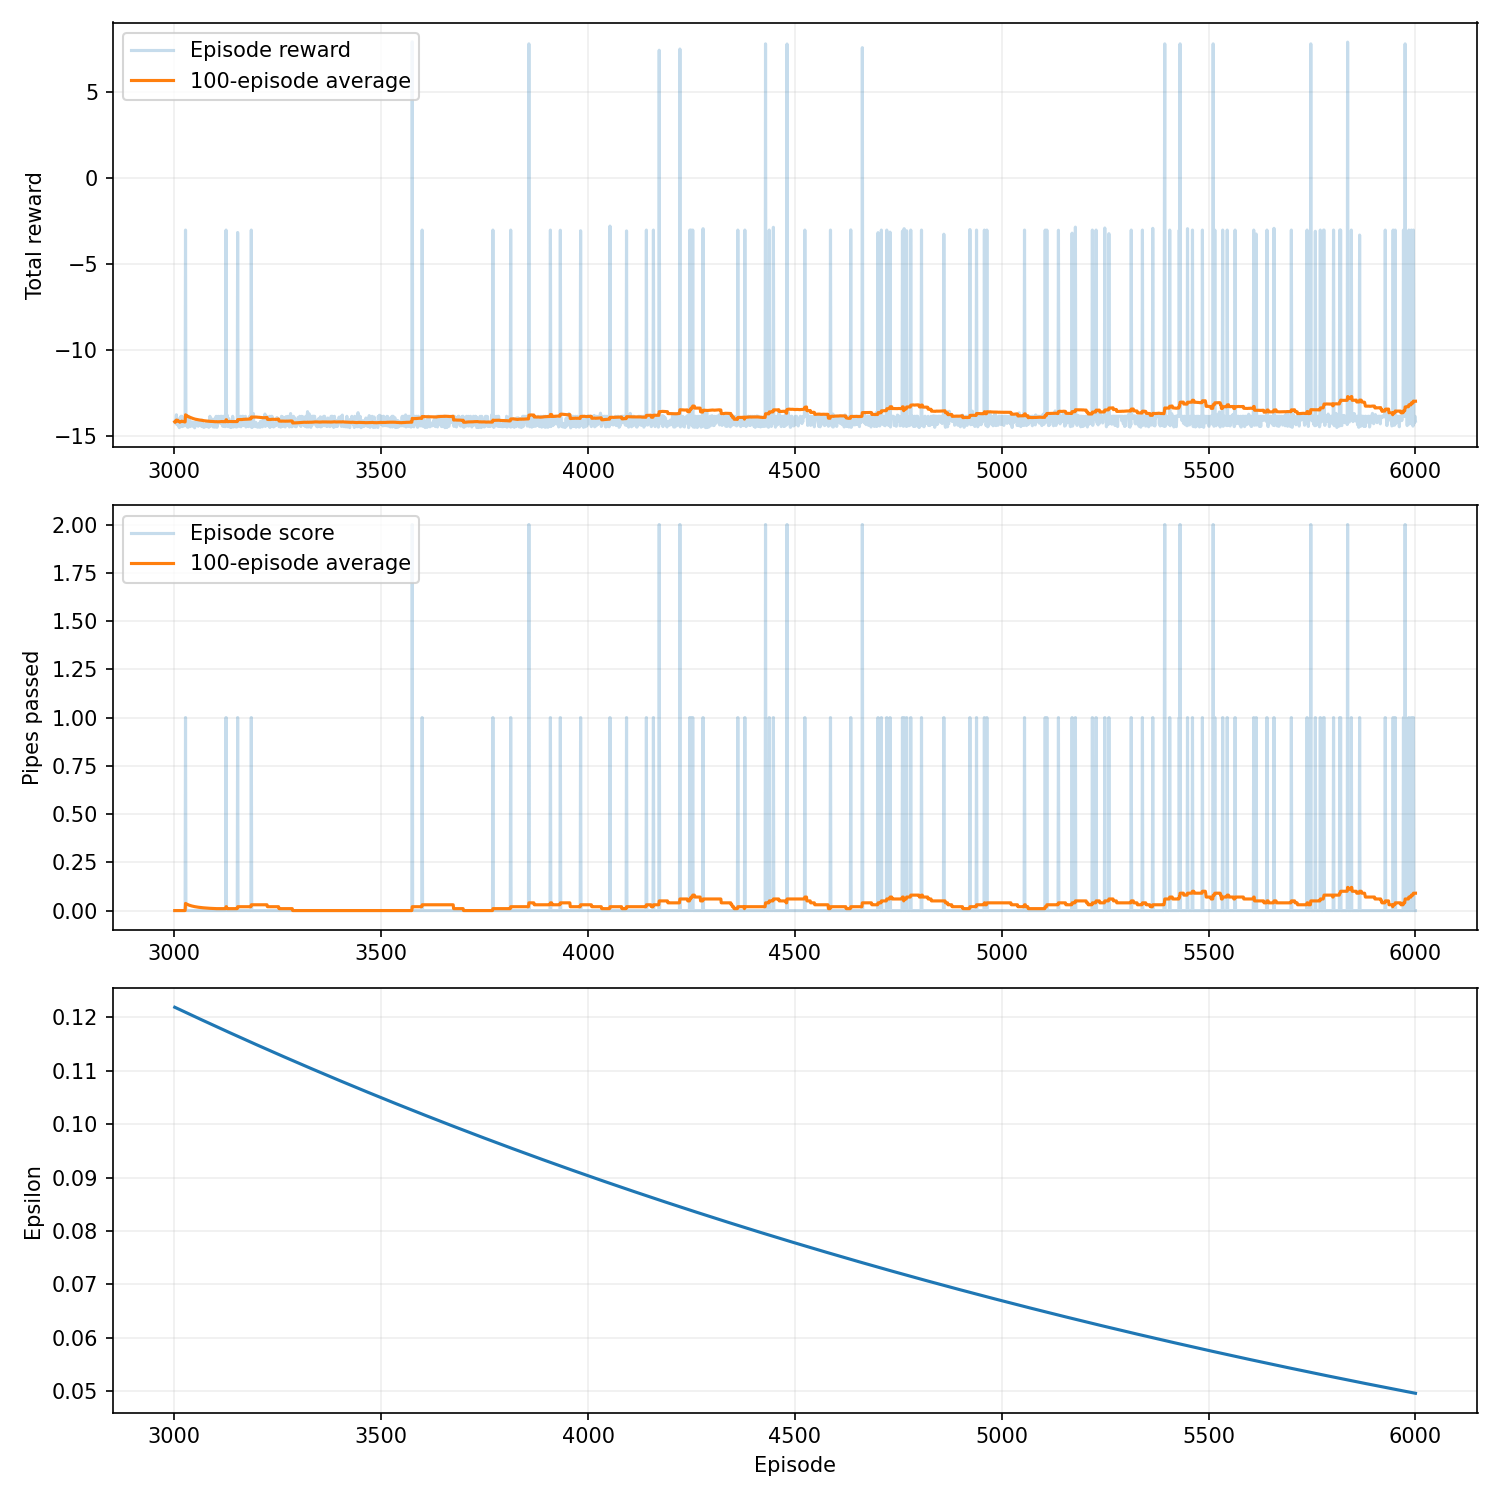 Episode reward
100-episode average
Total reward
5
0
−5
−10
−15
3000 3500 4000 4500 5000 5500 6000
Episode score
100-episode average
Pipes passed
2.00
1.75
1.50
1.25
1.00
0.75
0.50
0.25
0.00
3000 3500 4000 4500 5000 5500 6000
Epsilon
0.12
0.11
0.10
0.09
0.08
0.07
0.06
0.05
3000 3500 4000 4500 5000 5500 6000
Episode